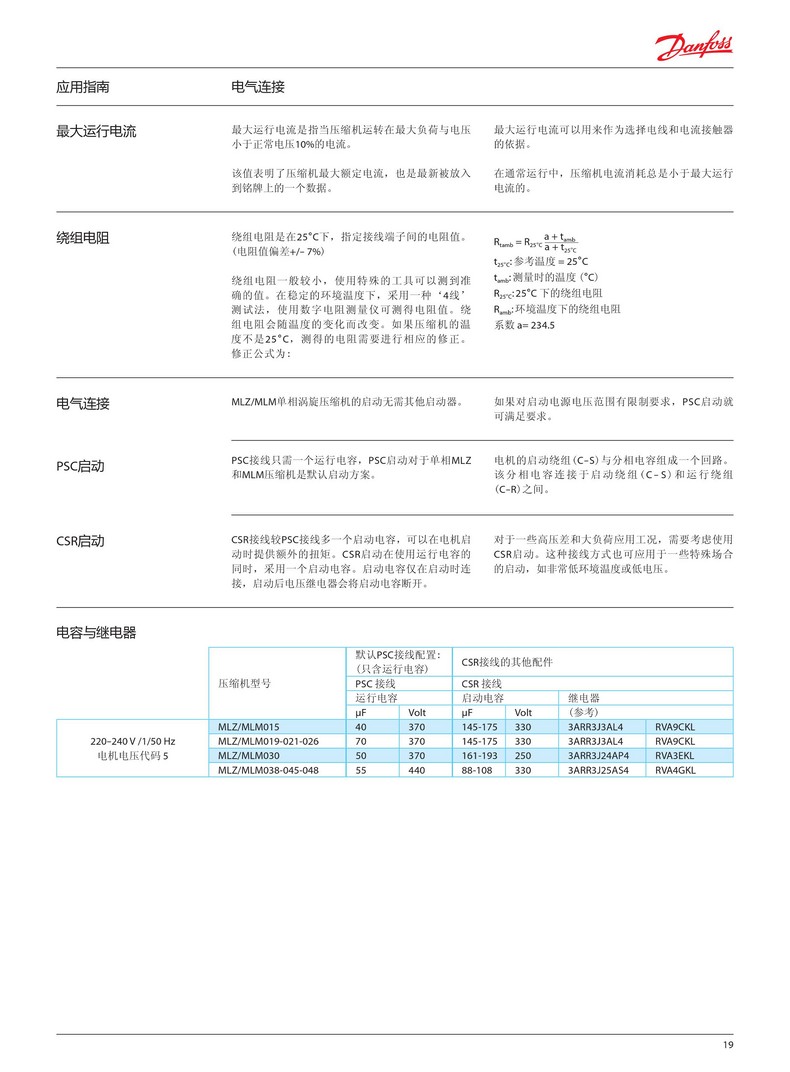 Danfoss
应用指南
电气连接
最大运行电流
最大运行电流是指当压缩机运转在最大负荷与电压
小于正常电压10%的电流。
该值表明了压缩机最大额定电流，也是最新被放入
到铭牌上的一个数据。
最大运行电流可以用来作为选择电线和电流接触器
的依据。
在通常运行中，压缩机电流消耗总是小于最大运行
电流的。
绕组电阻
绕组电阻是在25°C下，指定接线端子间的电阻值。
（电阻值偏差+/– 7%）
绕组电阻一般较小，使用特殊的工具可以测到准
确的值。在稳定的环境温度下，采用一种‘4线’
测试法，使用数字电阻测量仪可测得电阻值。绕
组电阻会随温度的变化而改变。如果压缩机的温
度不是25°C，测得的电阻需要进行相应的修正。
修正公式为：
Rtamb = R25°C a + tamb
a + t25°C
t25°C: 参考温度 = 25°C
tamb: 测量时的温度（°C）
R25°C: 25°C 下的绕组电阻
Ramb: 环境温度下的绕组电阻
系数 a= 234.5
电气连接
MLZ/MLM单相涡旋压缩机的启动无需其他启动器。
如果对启动电源电压范围有限制要求，PSC启动就
可满足要求。
PSC启动
PSC接线只需一个运行电容，PSC启动对于单相MLZ
和MLM压缩机是默认启动方案。
电机的启动绕组（C–S）与分相电容组成一个回路。
该分相电容连接于启动绕组（C–S）和运行绕组
（C–R）之间。
CSR启动
CSR接线较PSC接线多一个启动电容，可以在电机启
动时提供额外的扭矩。CSR启动在使用运行电容的
同时，采用一个启动电容。启动电容仅在启动时连
接，启动后电压继电器会将启动电容断开。
对于一些高压差和大负荷应用工况，需要考虑使用
CSR启动。这种接线方式也可应用于一些特殊场合
的启动，如非常低环境温度或低电压。
电容与继电器
压缩机型号
默认PSC接线配置：
（只含运行电容）
CSR接线的其他配件
PSC 接线 CSR 接线
运行电容 启动电容 继电器
µF Volt µF Volt （参考）
220–240 V /1/50 Hz
电机电压代码 5
MLZ/MLM015 40 370 145-175 330 3ARR3J3AL4 RVA9CKL
MLZ/MLM019-021-026 70 370 145-175 330 3ARR3J3AL4 RVA9CKL
MLZ/MLM030 50 370 161-193 250 3ARR3J24AP4 RVA3EKL
MLZ/MLM038-045-048 55 440 88-108 330 3ARR3J25AS4 RVA4GKL
19